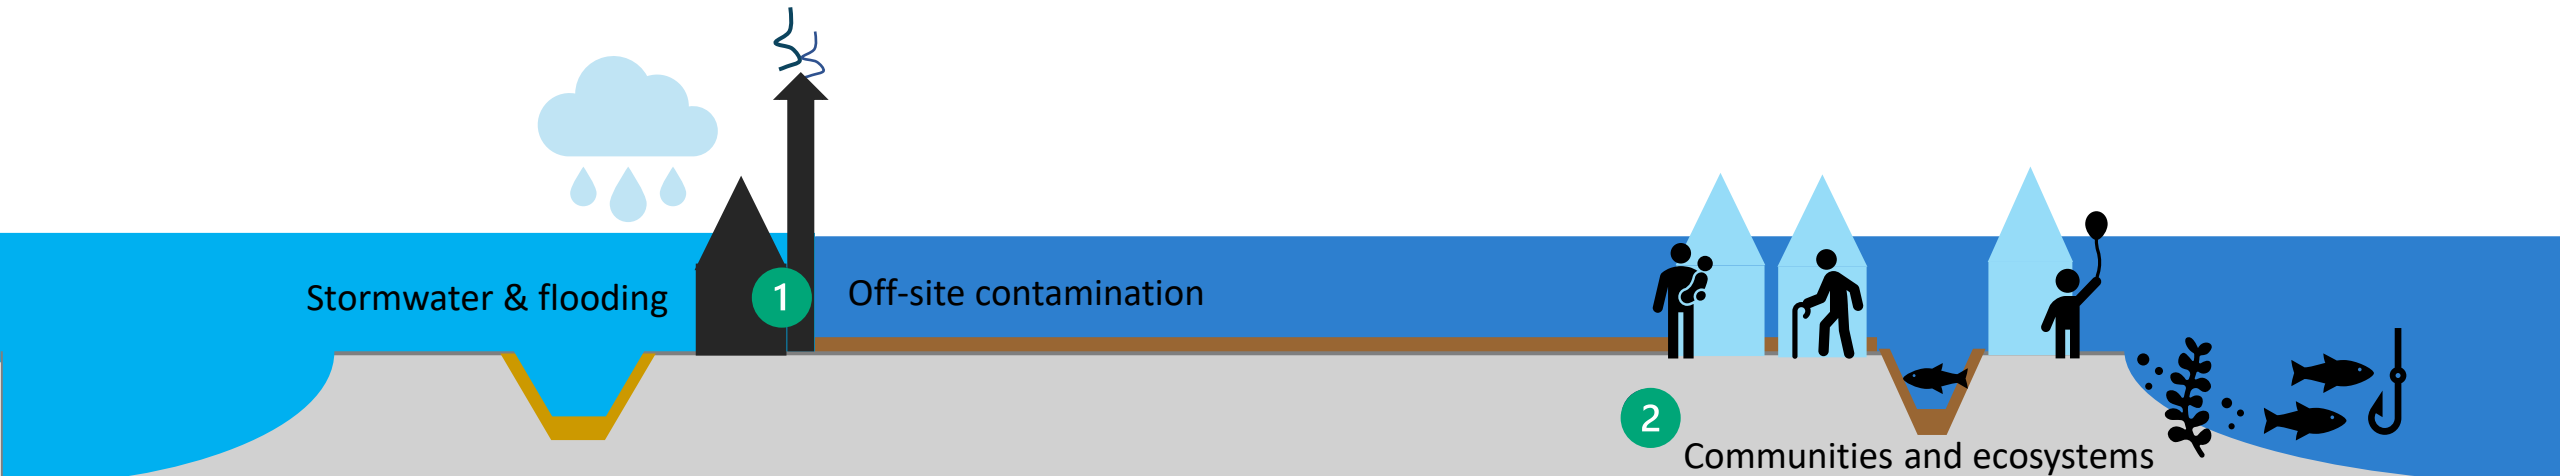 Stormwater & flooding
1
Off-site contamination
2
Communities and ecosystems